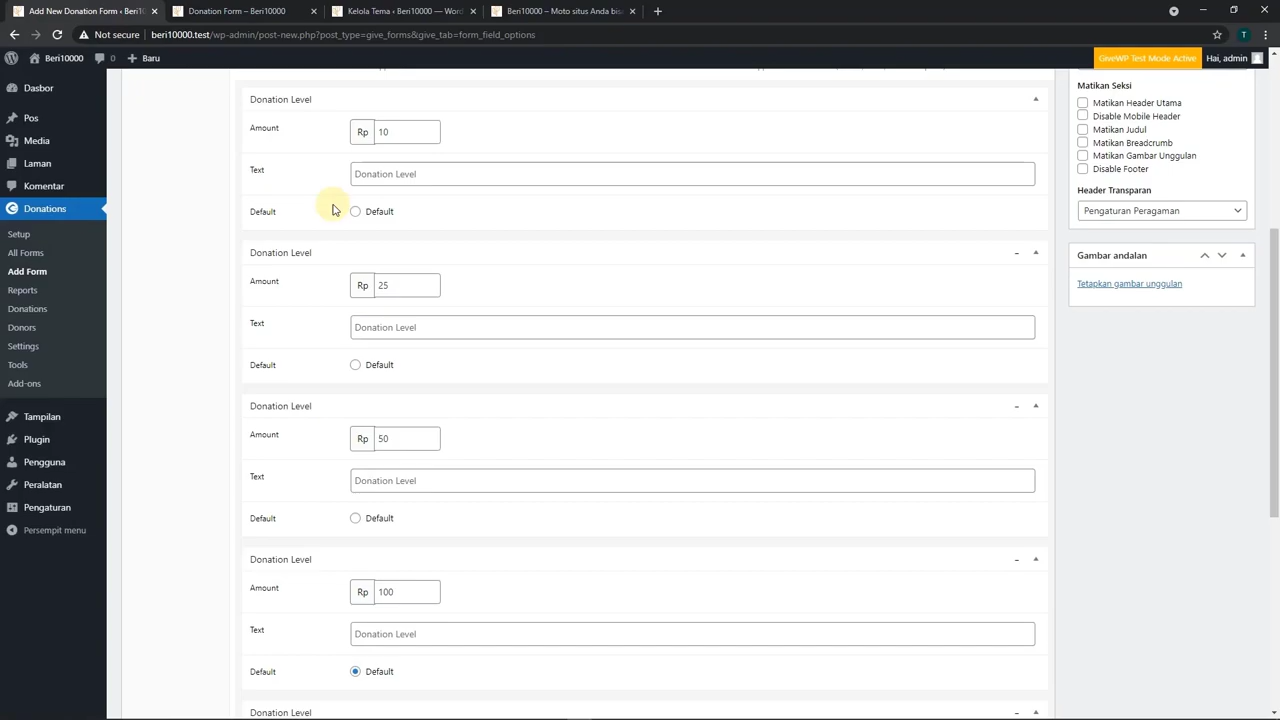 Add New Donation Form ‹ Beri1
Donation Form – Beri10000
Kelola Tema ‹ Beri10000 — Word
Beri10000 – Moto situs Anda bisa
Not secure
beri10000.test/wp-admin/post-new.php?post_type=give_forms&give_tab=form_field_options
T
Beri10000
0
Baru
GiveWP Test Mode Active
Hai, admin
Dasbor
Pos
Media
Laman
Komentar
Donations
Setup
All Forms
Add Form
Reports
Donations
Donors
Settings
Tools
Add-ons
Tampilan
Plugin
Pengguna
Peralatan
Pengaturan
Persempit menu
Donation Level
Amount
Rp 10
Text
Donation Level
Default
Default
Donation Level
Amount
Rp 25
Text
Donation Level
Default
Default
Donation Level
Amount
Rp 50
Text
Donation Level
Default
Default
Donation Level
Amount
Rp 100
Text
Donation Level
Default
Default
Donation Level
Matikan Seksi
Matikan Header Utama
Disable Mobile Header
Matikan Judul
Matikan Breadcrumb
Matikan Gambar Unggulan
Disable Footer
Header Transparan
Pengaturan Peragaman
Gambar andalan
Tetapkan gambar unggulan